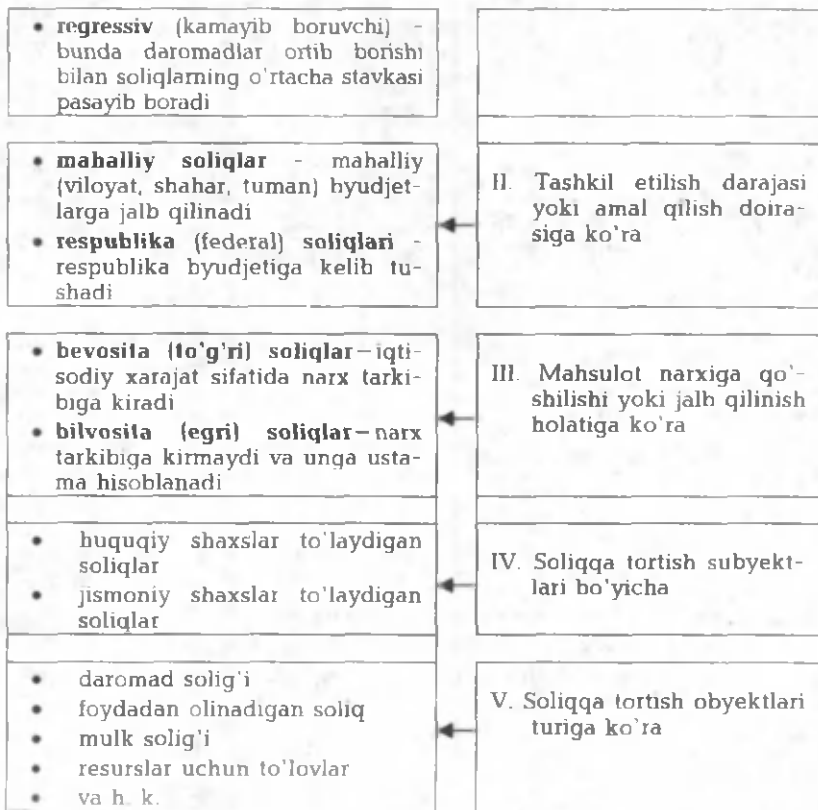 • regressiv (kamayib boruvchi) -
bunda daromadlar ortib borishi
bilan soliqlarning o'rtacha stavkasi
pasayib boradi
• mahalliy soliqlar - mahalliy
(viloyat, shahar, tuman) byudjet-
larga jalb qilinadi
• respublika (federal) soliqlari -
respublika byudjetiga kelib tu-
shadi
II. Tashkil etilish darajasi
yoki amal qilish doira-
siga ko'ra
• bevosita (to'g'ri) soliqlar—iqti-
sodiy xarajat sifatida narx tarki-
biga kiradi
• bilvosita (egri) soliqlar—narx
tarkibiga kirmaydi va unga usta-
ma hisoblanadi
III. Mahsulot narxiga qo'-
shilishi yoki jalb qilinish
holatiga ko'ra
• huquqiy shaxslar to'laydigan
soliqlar
• jismoniy shaxslar to'laydigan
soliqlar
IV. Soliqqa tortish subyekt-
lari bo'yicha
• daromad solig'i
• foydadan olinadigan soliq
• mulk solig'i
• resurslar uchun to'lovlar
• va h. k.
V. Soliqqa tortish obyektlari
turiga ko'ra